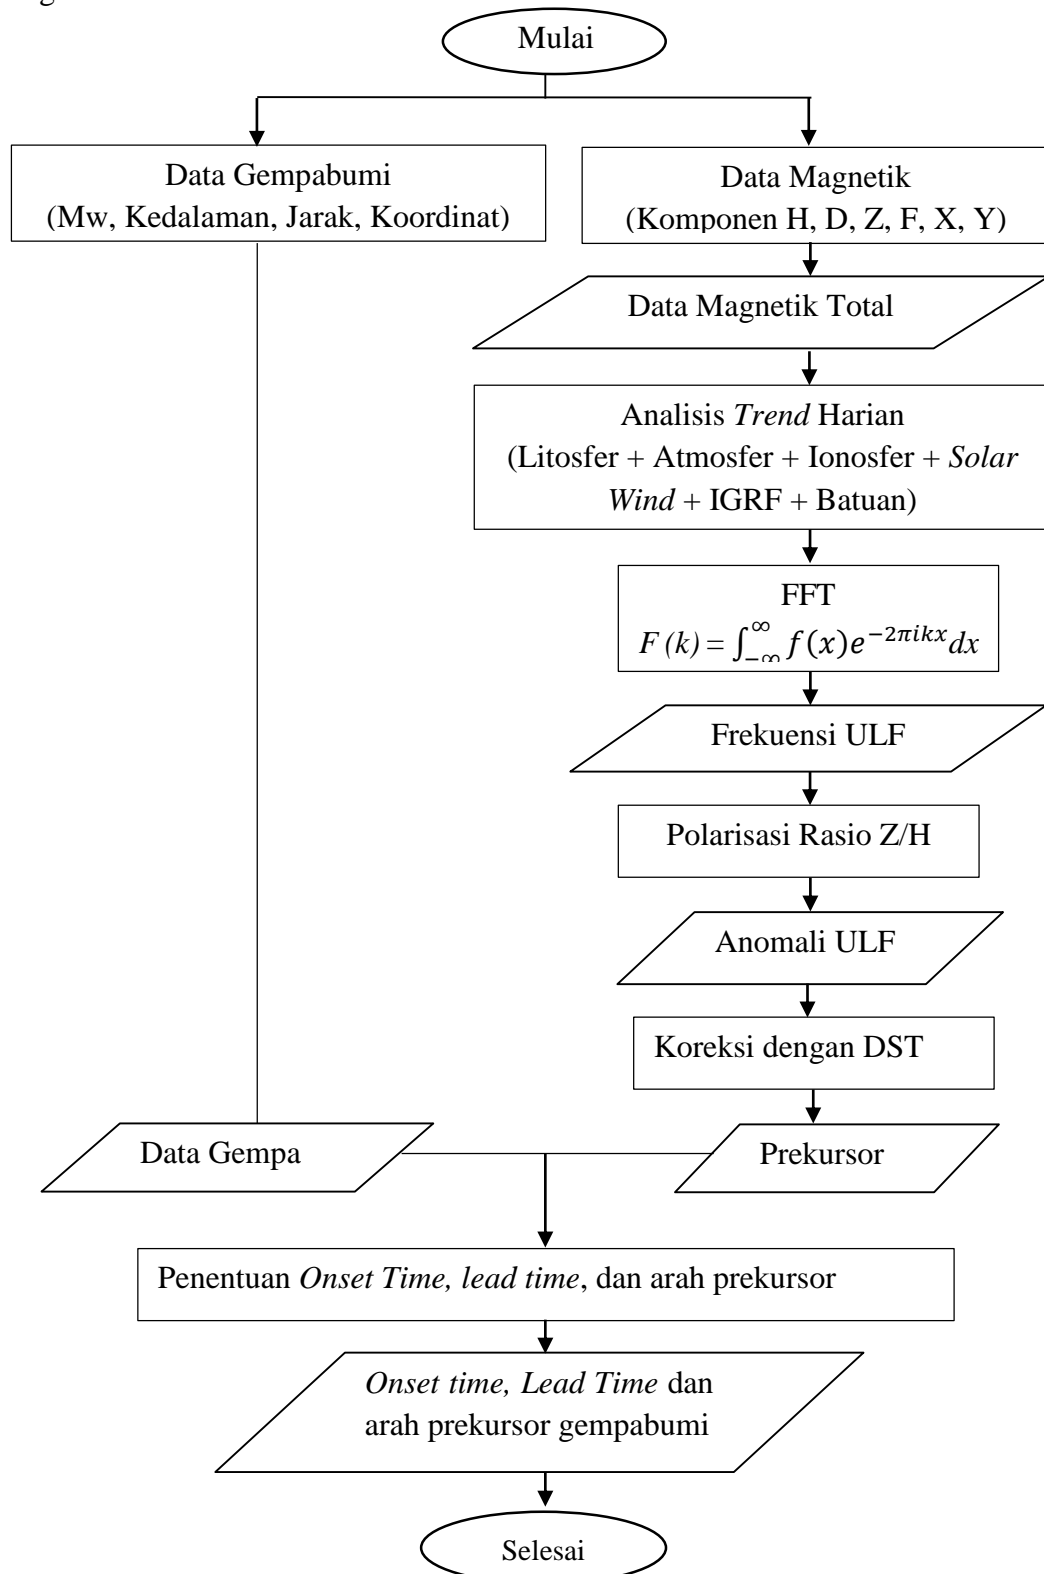 Mulai
Data Gempabumi
(Mw, Kedalaman, Jarak, Koordinat)
Data Magnetik
(Komponen H, D, Z, F, X, Y)
Data Magnetik Total
Analisis Trend Harian
(Litosfer + Atmosfer + Ionosfer + Solar
Wind + IGRF + Batuan)
FFT
F (k) = ∫_{-∞}^{∞} f(x)e^{-2πikx}dx
Frekuensi ULF
Polarisasi Rasio Z/H
Anomali ULF
Koreksi dengan DST
Data Gempa
Prekursor
Penentuan Onset Time, lead time, dan arah prekursor
Onset time, Lead Time dan
arah prekursor gempabumi
Selesai